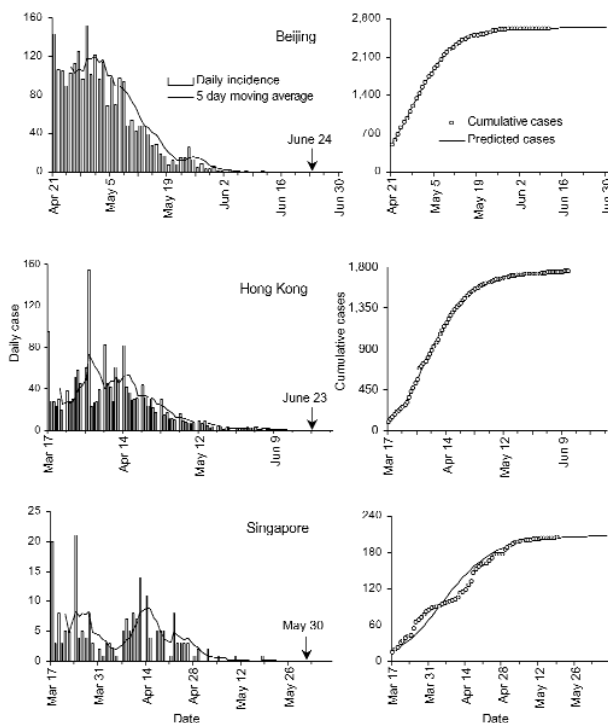 160
120
80
40
0
Beijing
Daily incidence
5 day moving average
June 24
Apr 21
May 5
May 19
Jun 2
Jun 16
Jun 30
2,800
2,100
1,400
700
0
Cumulative cases
Predicted cases
Apr 21
May 5
May 19
Jun 2
Jun 16
Jun 30
Daily case
160
120
80
40
0
Hong Kong
June 23
Mar 17
Apr 14
May 12
Jun 9
Cumulative cases
1,800
1,350
900
450
0
Mar 17
Apr 14
May 12
Jun 9
25
20
15
10
5
0
Singapore
May 30
Mar 17
Mar 31
Apr 14
Apr 28
May 12
May 26
Date
240
180
120
60
0
Mar 17
Mar 31
Apr 14
Apr 28
May 12
May 26
Date